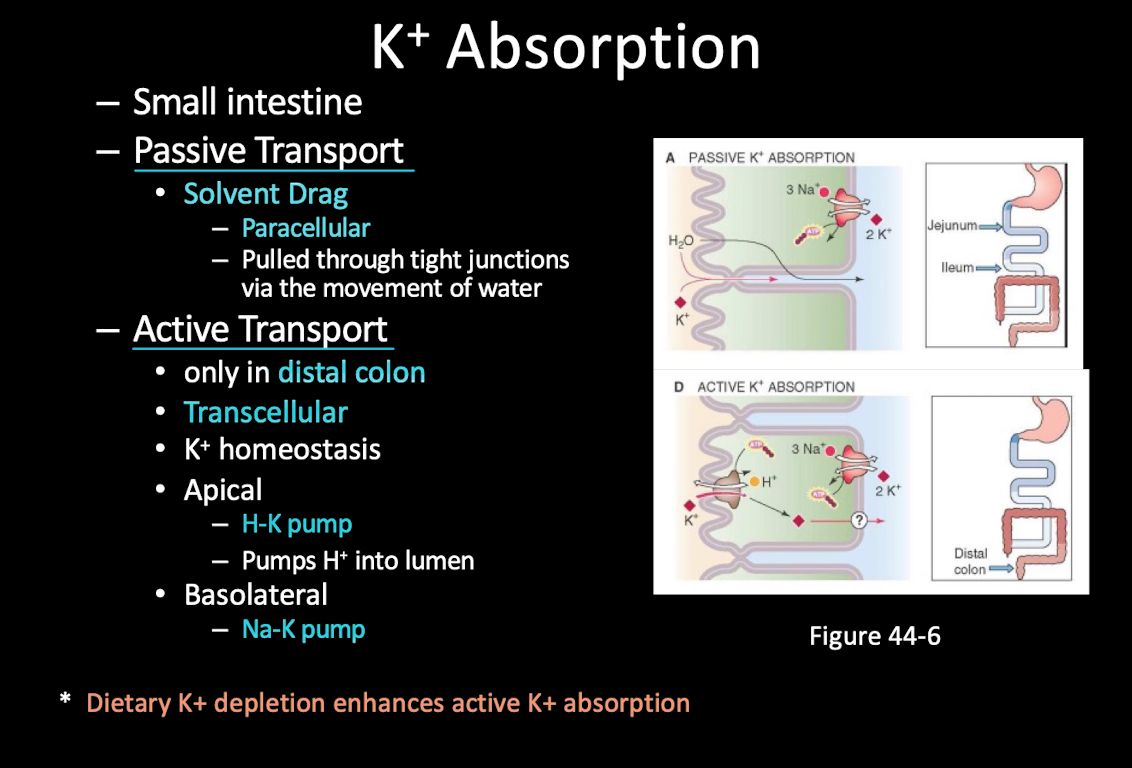 K⁺ Absorption
– Small intestine
– Passive Transport
• Solvent Drag
– Paracellular
– Pulled through tight junctions
via the movement of water
– Active Transport
• only in distal colon
• Transcellular
• K⁺ homeostasis
• Apical
– H-K pump
– Pumps H⁺ into lumen
• Basolateral
– Na-K pump
* Dietary K+ depletion enhances active K+ absorption
A PASSIVE K⁺ ABSORPTION
3 Na⁺
ATP
2 K⁺
H₂O
K⁺
Jejunum
Ileum
D ACTIVE K⁺ ABSORPTION
ATP
3 Na⁺
H⁺
ATP
2 K⁺
K⁺
?
Distal
colon
Figure 44-6